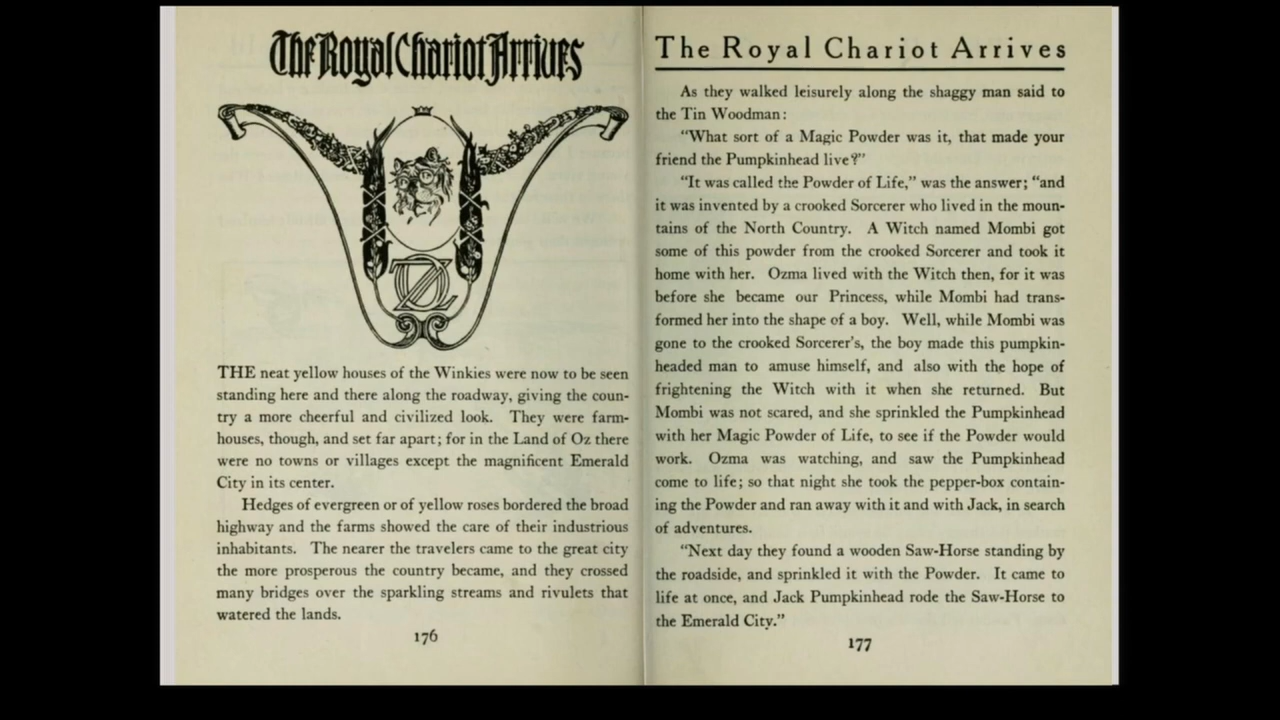 The Royal Chariot Arrives
OZ
THE neat yellow houses of the Winkies were now to be seen
standing here and there along the roadway, giving the coun-
try a more cheerful and civilized look. They were farm-
houses, though, and set far apart; for in the Land of Oz there
were no towns or villages except the magnificent Emerald
City in its center.
Hedges of evergreen or of yellow roses bordered the broad
highway and the farms showed the care of their industrious
inhabitants. The nearer the travelers came to the great city
the more prosperous the country became, and they crossed
many bridges over the sparkling streams and rivulets that
watered the lands.
176
The Royal Chariot Arrives
As they walked leisurely along the shaggy man said to
the Tin Woodman:
"What sort of a Magic Powder was it, that made your
friend the Pumpkinhead live?"
"It was called the Powder of Life," was the answer; "and
it was invented by a crooked Sorcerer who lived in the moun-
tains of the North Country. A Witch named Mombi got
some of this powder from the crooked Sorcerer and took it
home with her. Ozma lived with the Witch then, for it was
before she became our Princess, while Mombi had trans-
formed her into the shape of a boy. Well, while Mombi was
gone to the crooked Sorcerer's, the boy made this pumpkin-
headed man to amuse himself, and also with the hope of
frightening the Witch with it when she returned. But
Mombi was not scared, and she sprinkled the Pumpkinhead
with her Magic Powder of Life, to see if the Powder would
work. Ozma was watching, and saw the Pumpkinhead
come to life; so that night she took the pepper-box contain-
ing the Powder and ran away with it and with Jack, in search
of adventures.
"Next day they found a wooden Saw-Horse standing by
the roadside, and sprinkled it with the Powder. It came to
life at once, and Jack Pumpkinhead rode the Saw-Horse to
the Emerald City."
177